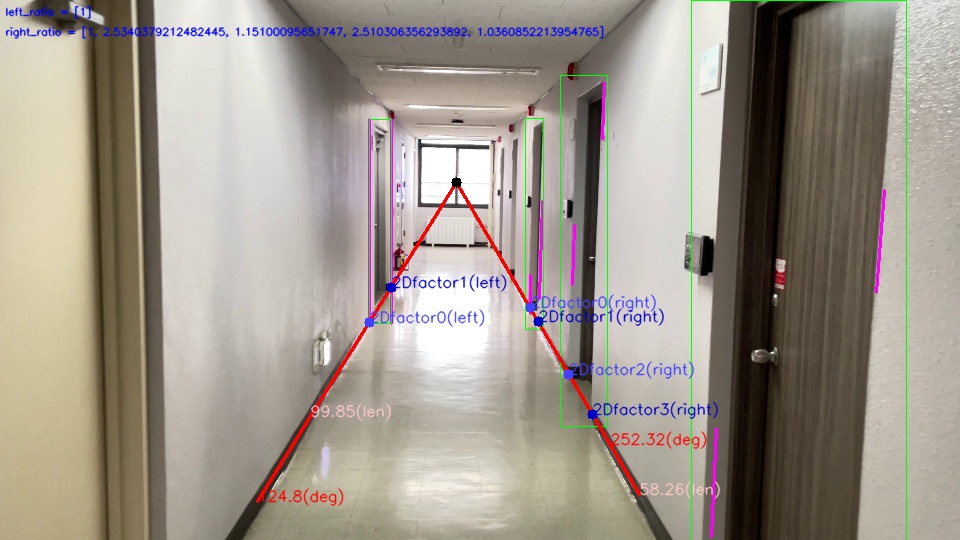 left_ratio = [1]
right_ratio = [1, 2.5340379212482445, 1.15100095651747, 2.510306356293892, 1.0360852213954765]
2Dfactor1(left)
2Dfactor0(right)
2Dfactor0(left)
2Dfactor1(right)
2Dfactor2(right)
99.85(len)
2Dfactor3(right)
252.32(deg)
58.26(len)
124.8(deg)